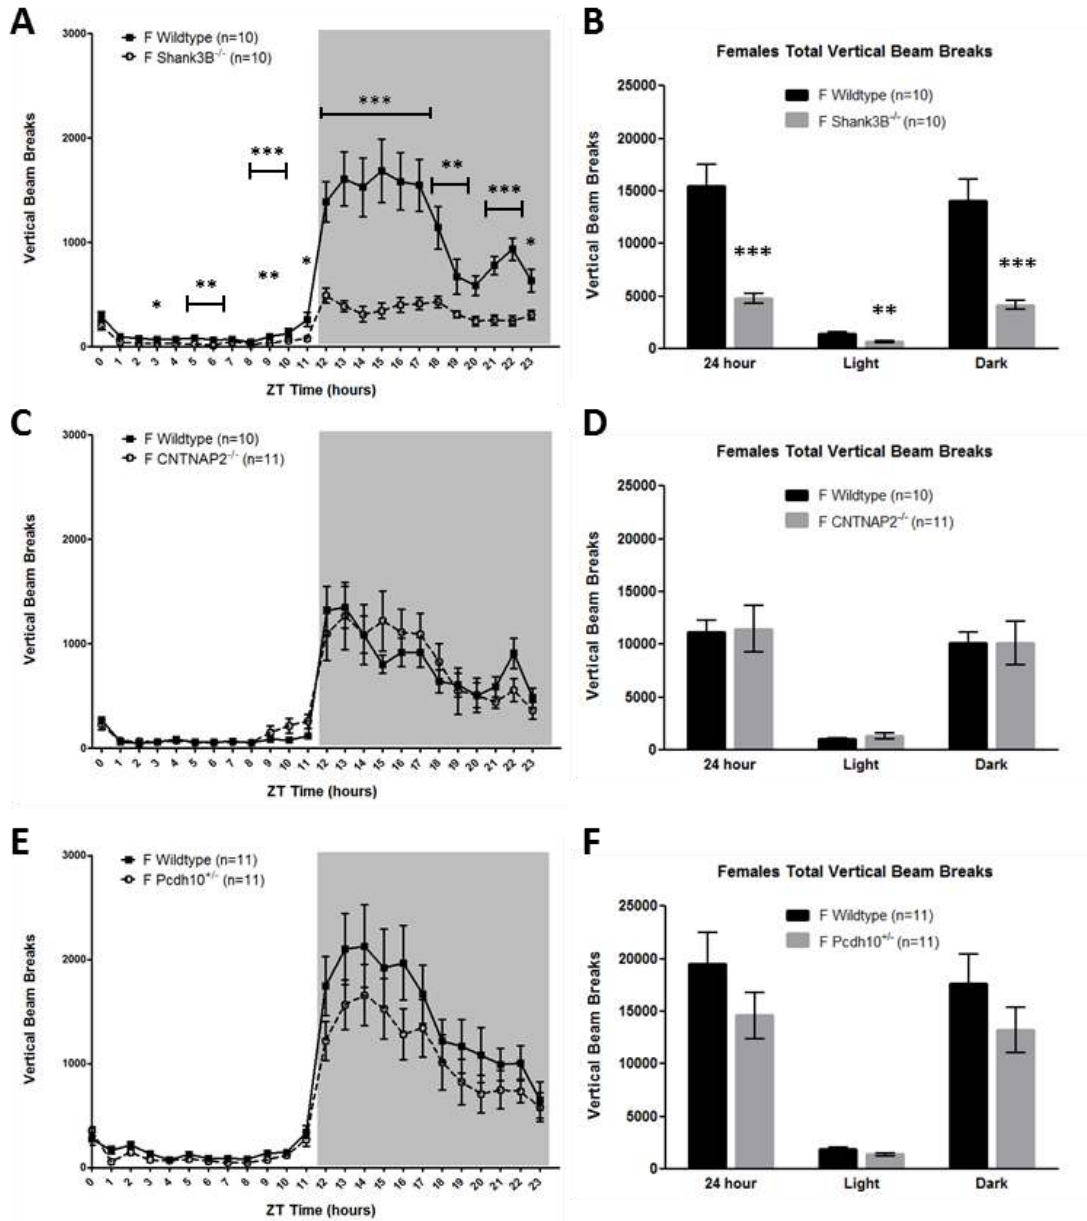 A
3000
F Wildtype (n=10)
F Shank3B-/- (n=10)
***
2000
***
**
***
1000
*
*
**
**
*
0
Vertical Beam Breaks
0 1 2 3 4 5 6 7 8 9 10 11 12 13 14 15 16 17 18 19 20 21 22 23
ZT Time (hours)
B
Females Total Vertical Beam Breaks
25000
F Wildtype (n=10)
F Shank3B-/- (n=10)
20000
15000
10000
***
***
5000
**
0
Vertical Beam Breaks
24 hour Light Dark
C
3000
F Wildtype (n=10)
F CNTNAP2-/- (n=11)
2000
1000
0
Vertical Beam Breaks
0 1 2 3 4 5 6 7 8 9 10 11 12 13 14 15 16 17 18 19 20 21 22 23
ZT Time (hours)
D
Females Total Vertical Beam Breaks
25000
F Wildtype (n=10)
F CNTNAP2-/- (n=11)
20000
15000
10000
5000
0
Vertical Beam Breaks
24 hour Light Dark
E
3000
F Wildtype (n=11)
F Pcdh10+/- (n=11)
2000
1000
0
Vertical Beam Breaks
0 1 2 3 4 5 6 7 8 9 10 11 12 13 14 15 16 17 18 19 20 21 22 23
ZT Time (hours)
F
Females Total Vertical Beam Breaks
25000
F Wildtype (n=11)
F Pcdh10+/- (n=11)
20000
15000
10000
5000
0
Vertical Beam Breaks
24 hour Light Dark